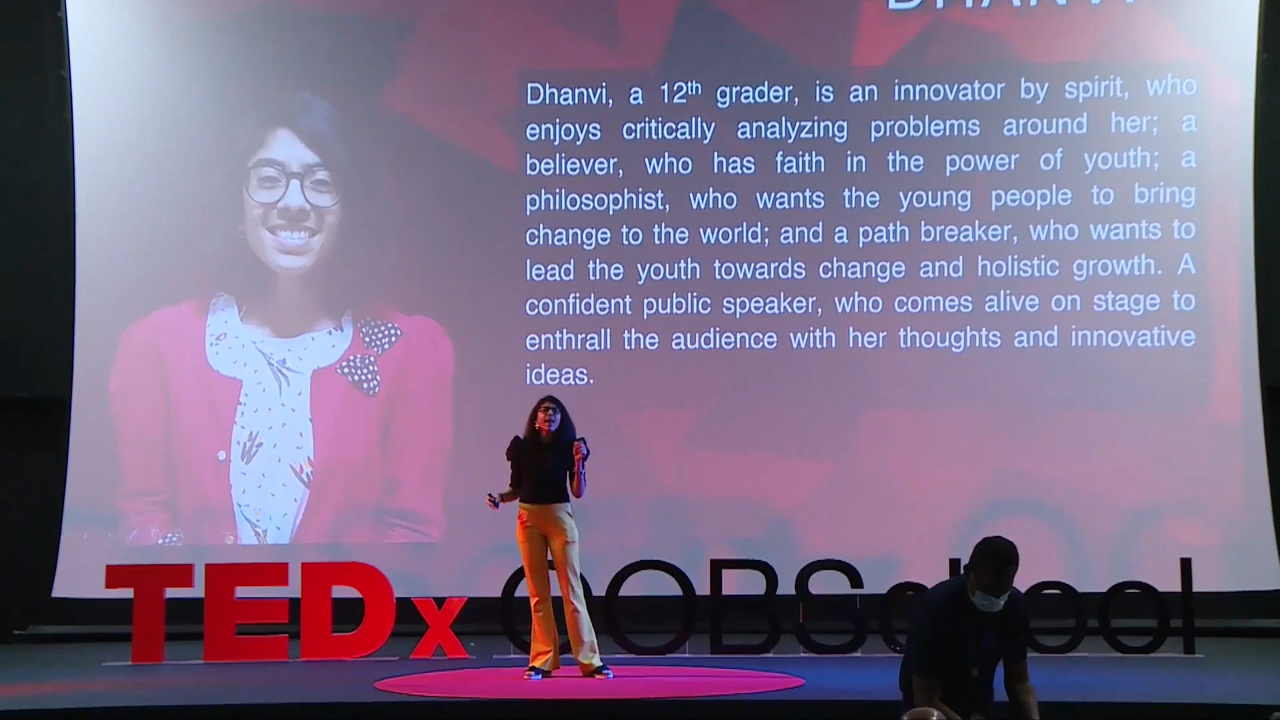 DHANVI
Dhanvi, a 12th grader, is an innovator by spirit, who
enjoys critically analyzing problems around her; a
believer, who has faith in the power of youth; a
philosophist, who wants the young people to bring
change to the world; and a path breaker, who wants to
lead the youth towards change and holistic growth. A
confident public speaker, who comes alive on stage to
enthrall the audience with her thoughts and innovative
ideas.
TEDx OOBSchool